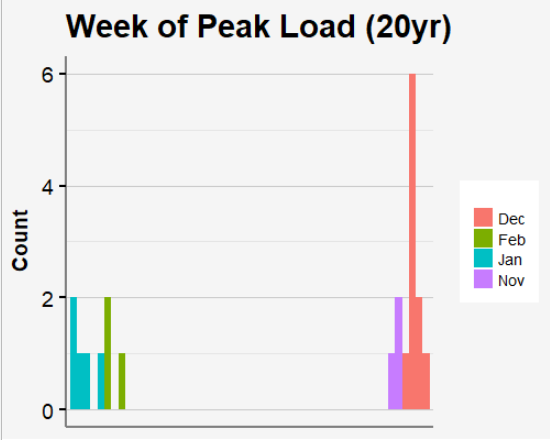 Week of Peak Load (20yr)
6
4
2
0
Count
Dec
Feb
Jan
Nov